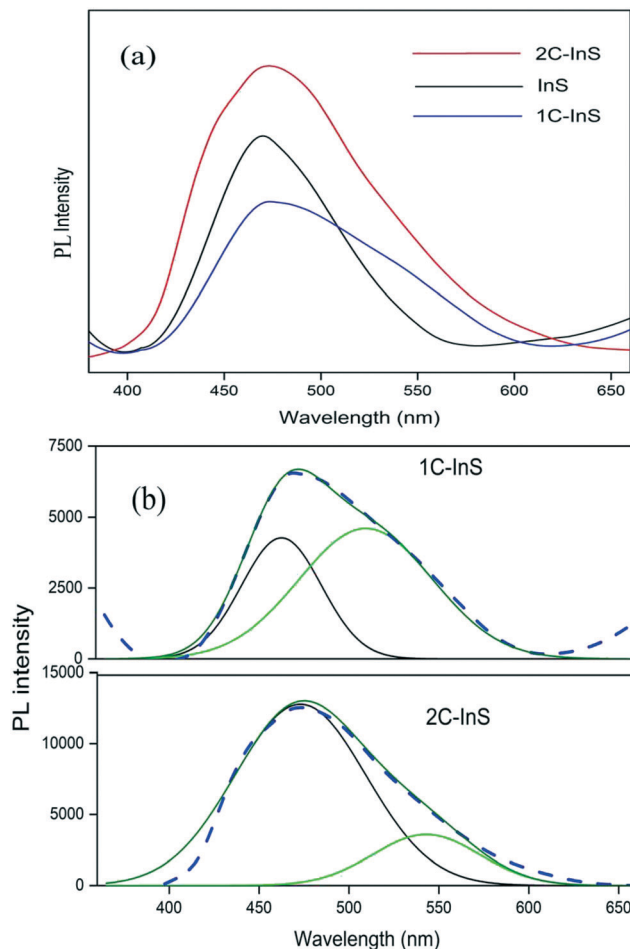 (a)
2C-InS
InS
1C-InS
PL Intensity
400 450 500 550 600 650
Wavelength (nm)
(b)
1C-InS
7500
5000
2500
0
PL intensity
2C-InS
15000
10000
5000
0
400 450 500 550 600 650
Wavelength (nm)